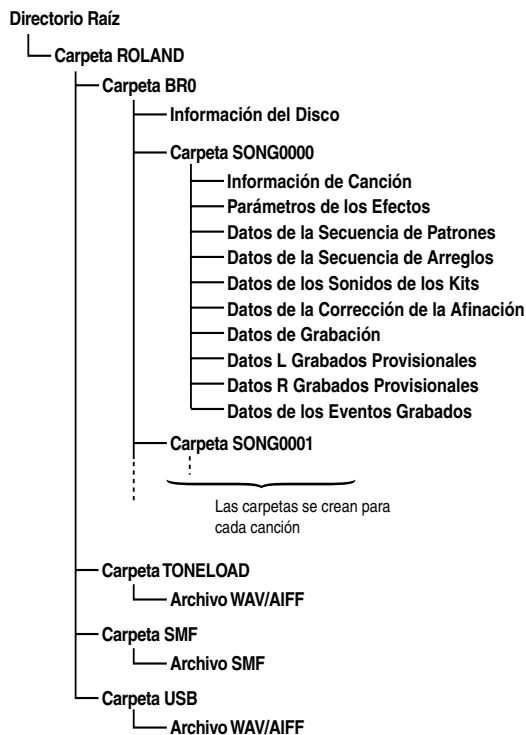 Directorio Raíz
Carpeta ROLAND
Carpeta BR0
Información del Disco
Carpeta SONG0000
Información de Canción
Parámetros de los Efectos
Datos de la Secuencia de Patrones
Datos de la Secuencia de Arreglos
Datos de los Sonidos de los Kits
Datos de la Corrección de la Afinación
Datos de Grabación
Datos L Grabados Provisionales
Datos R Grabados Provisionales
Datos de los Eventos Grabados
Carpeta SONG0001
Las carpetas se crean para
cada canción
Carpeta TONELOAD
Archivo WAV/AIFF
Carpeta SMF
Archivo SMF
Carpeta USB
Archivo WAV/AIFF